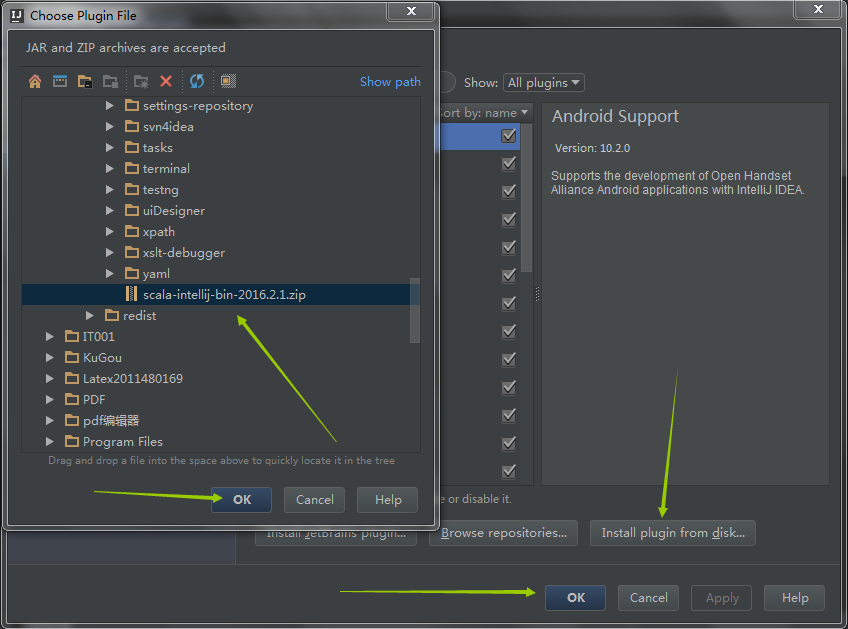 IJ Choose Plugin File
JAR and ZIP archives are accepted
Show path
settings-repository
svn4idea
tasks
terminal
testng
uiDesigner
xpath
xslt-debugger
yaml
scala-intellij-bin-2016.2.1.zip
redist
IT001
KuGou
Latex2011480169
PDF
pdf编辑器
Program Files
Drag and drop a file into the space above to quickly locate it in the tree
OK
Cancel
Help
Show: All plugins
ort by: name
Android Support
Version: 10.2.0
Supports the development of Open Handset
Alliance Android applications with IntelliJ IDEA.
e or disable it.
Install JetBrains plugin...
Browse repositories...
Install plugin from disk...
OK
Cancel
Apply
Help